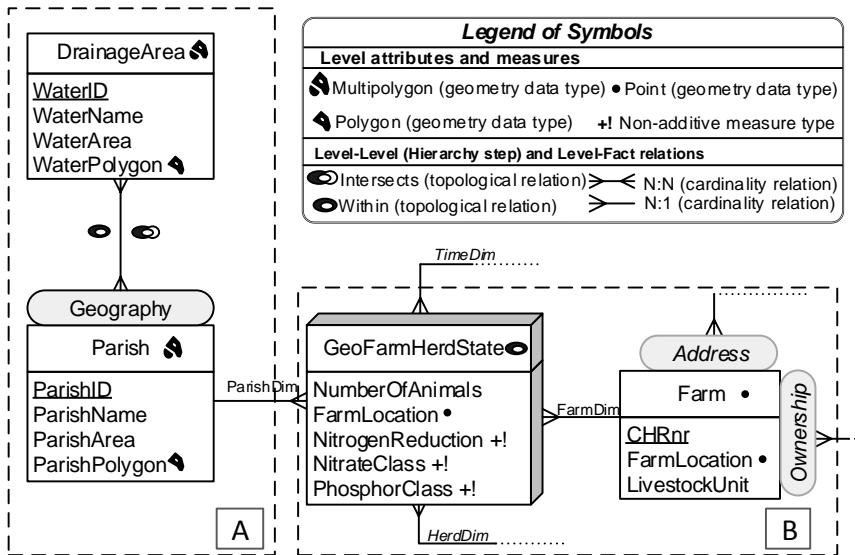 DrainageArea
WaterID
WaterName
WaterArea
WaterPolygon
Geography
Parish
ParishID
ParishName
ParishArea
ParishPolygon
A
Legend of Symbols
Level attributes and measures
Multipolygon (geometry data type) Point (geometry data type)
Polygon (geometry data type) +! Non-additive measure type
Level-Level (Hierarchy step) and Level-Fact relations
Intersects (topological relation) N:N (cardinality relation)
Within (topological relation) N:1 (cardinality relation)
TimeDim
ParishDim
GeoFarmHerdState
NumberOfAnimals
FarmLocation
NitrogenReduction +!
NitrateClass +!
PhosphorClass +!
HerdDim
FarmDim
Address
Farm
CHRnr
FarmLocation
LivestockUnit
Ownership
B